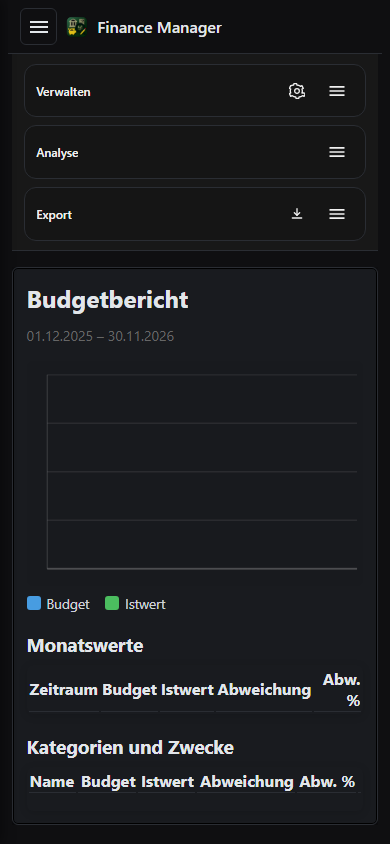 Finance Manager
Verwalten
Analyse
Export
Budgetbericht
01.12.2025 – 30.11.2026
Budget Istwert
Monatswerte
Zeitraum Budget Istwert Abweichung Abw. %
Kategorien und Zwecke
Name Budget Istwert Abweichung Abw. %